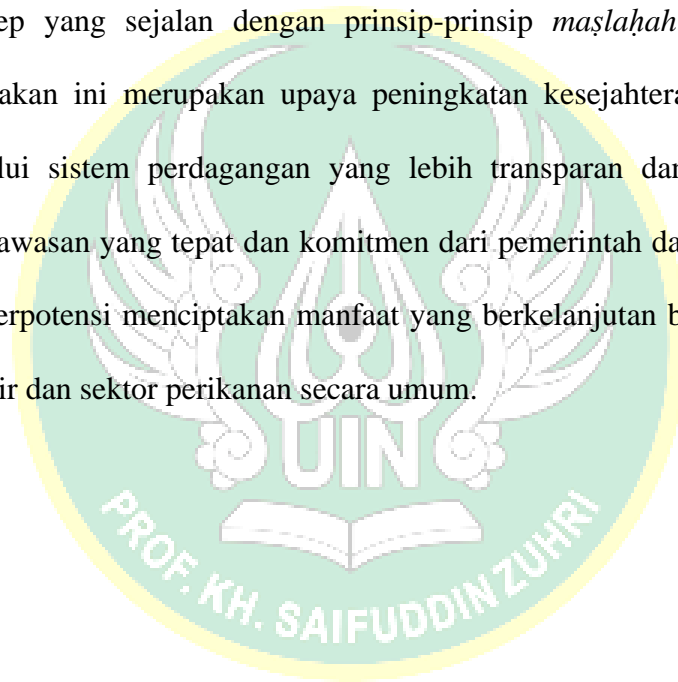 ep yang sejalan dengan prinsip-prinsip maṣlaḥah
akan ini merupakan upaya peningkatan kesejahtera
lui sistem perdagangan yang lebih transparan dar
awasan yang tepat dan komitmen dari pemerintah da
erpotensi menciptakan manfaat yang berkelanjutan b
ir dan sektor perikanan secara umum.
UIN
PROF. KH. SAIFUDDIN ZUHRI